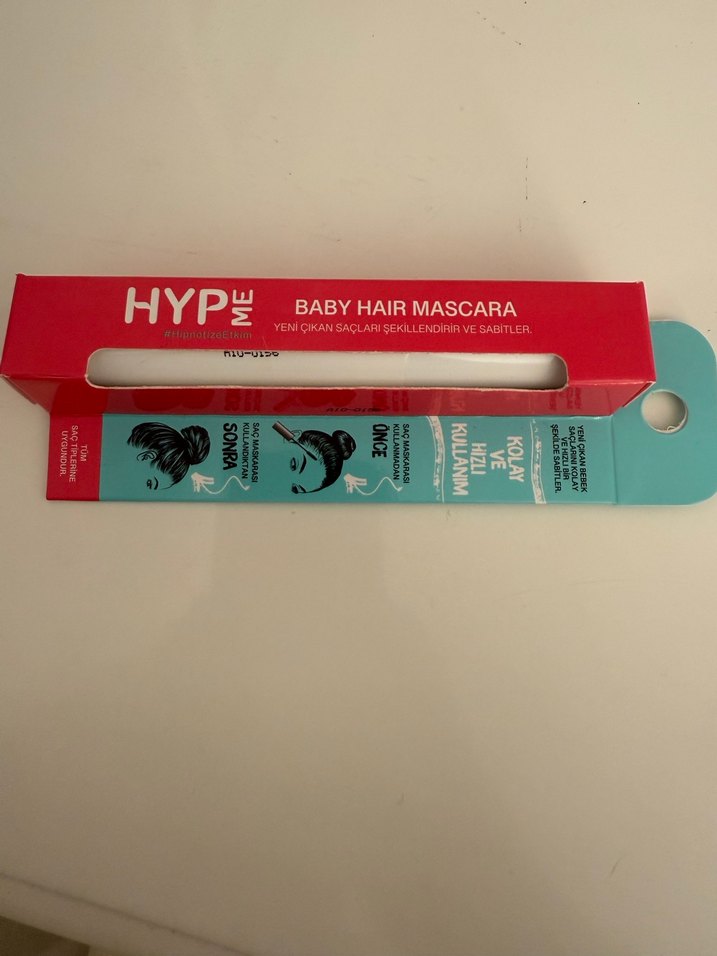 HYP ME
#HipnotizeEtkim
BABY HAIR MASCARA
YENİ ÇIKAN SAÇLARI ŞEKİLLENDİRİR VE SABİTLER.
YENİ ÇIKAN BEBEK
SAÇLARINI KOLAY
VE HIZLI BİR
ŞEKİLDE SABİTLER.
KOLAY
VE
HIZLI
KULLANIM
SAÇ MASKARASI
KULLANMADAN
ÖNCE
SAÇ MASKARASI
KULLANDIKTAN
SONRA
TÜM
SAÇ TİPLERİNE
UYGUNDUR.